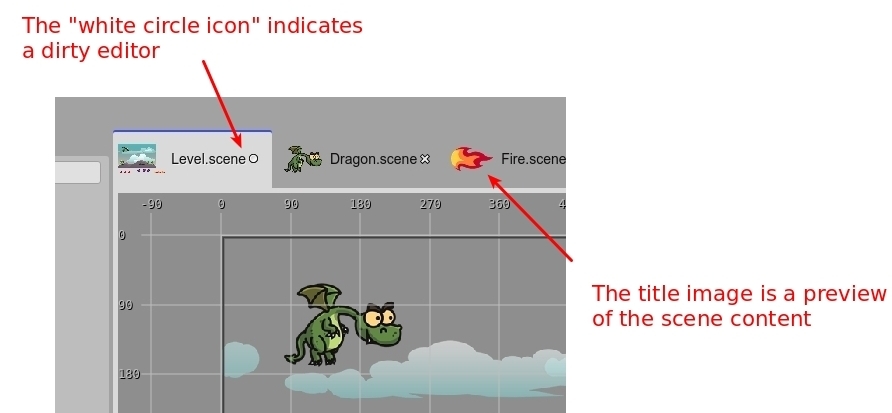 The "white circle icon" indicates
a dirty editor
Level.scene
Dragon.scene
Fire.scene
-90 0 90 180 270 360 4
0
90
180
The title image is a preview
of the scene content